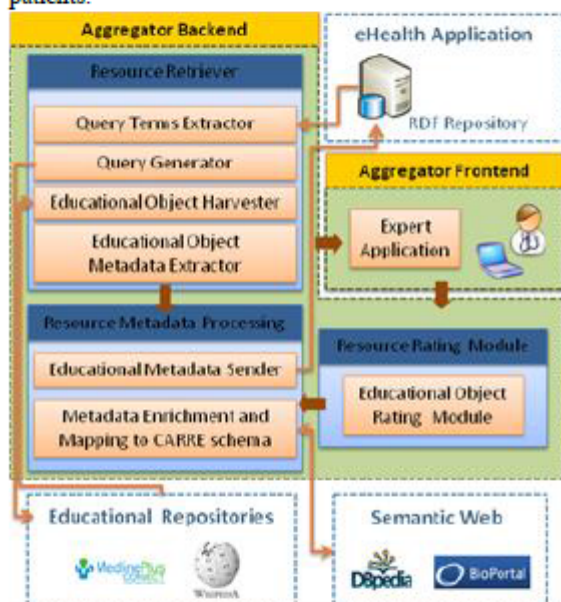 patients.
Aggregator Backend
eHealth Application
Resource Retriever
Query Terms Extractor
RDF Repository
Query Generator
Aggregator Frontend
Educational Object Harvester
Expert
Application
Educational Object
Metadata Extractor
Resource Metadata Processing
Resource Rating Module
Educational Metadata Sender
Educational Object
Rating Module
Metadata Enrichment and
Mapping to CARRE schema
Educational Repositories
Semantic Web
MedlinePlus
CONNECT
WIKIPEDIA
DBpedia
BioPortal